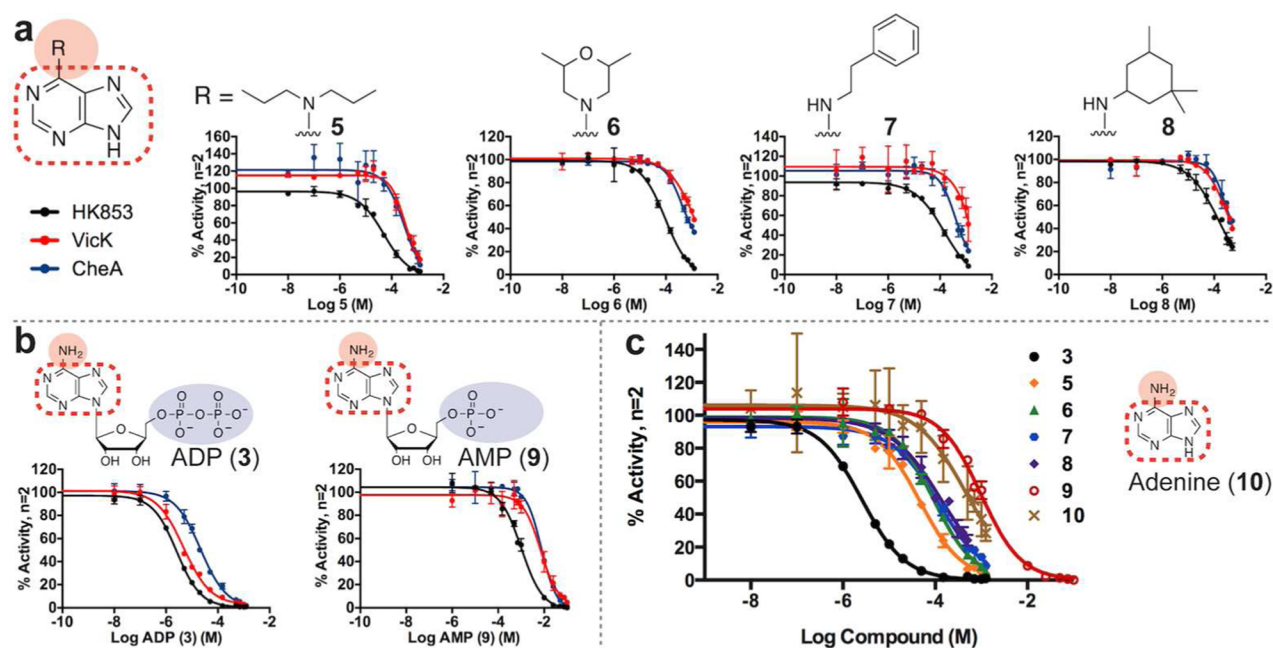 a
R
N
N
N
N
H
HK853
VicK
CheA
R =
N
5
% Activity, n=2
160
140
120
100
80
60
40
20
0
-10 -8 -6 -4 -2
Log 5 (M)
O
N
6
% Activity, n=2
120
100
80
60
40
20
0
-10 -8 -6 -4 -2
Log 6 (M)
HN
7
% Activity, n=2
140
120
100
80
60
40
20
0
-10 -8 -6 -4 -2
Log 7 (M)
HN
8
% Activity, n=2
120
100
80
60
40
20
0
-10 -8 -6 -4 -2
Log 8 (M)
b
NH2
N
N
N
N
O O
O P O P O⁻
O⁻ O⁻
O
OH OH
ADP (3)
% Activity, n=2
120
100
80
60
40
20
0
-10 -8 -6 -4 -2 0
Log ADP (3) (M)
NH2
N
N
N
N
O
O P O⁻
O⁻
O
OH OH
AMP (9)
% Activity, n=2
120
100
80
60
40
20
0
-10 -8 -6 -4 -2 0
Log AMP (9) (M)
c
% Activity, n=2
140
120
100
80
60
40
20
0
-8 -6 -4 -2
Log Compound (M)
3
5
6
7
8
9
10
NH2
N
N
N
N
H
Adenine (10)